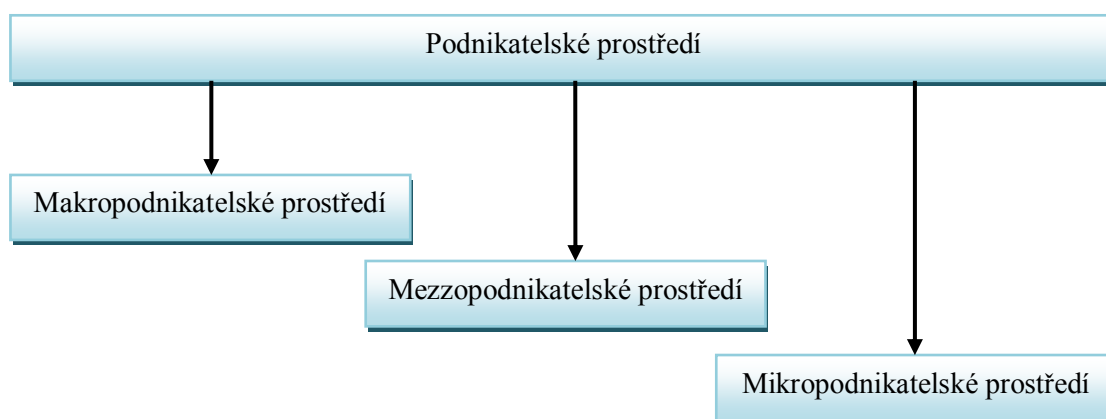 Podnikatelské prostředí
Makropodnikatelské prostředí
Mezzopodnikatelské prostředí
Mikropodnikatelské prostředí